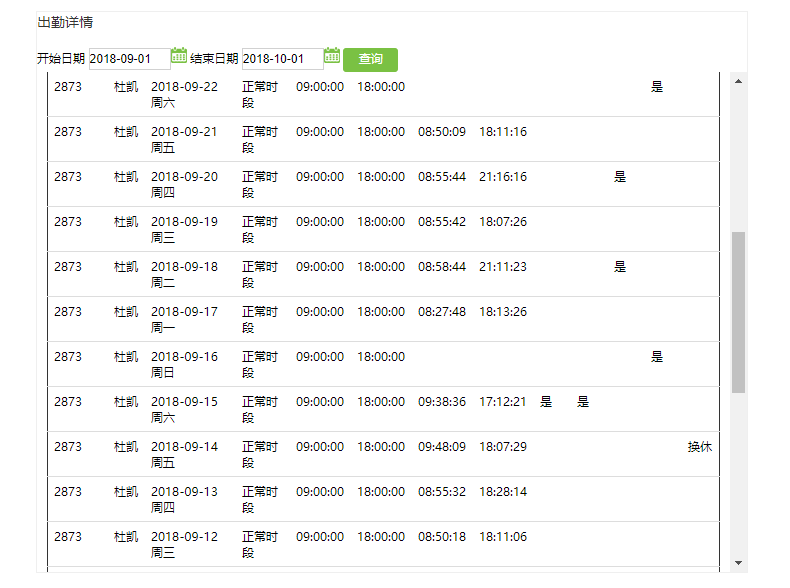 出勤详情
开始日期 2018-09-01 结束日期 2018-10-01 查询
2873 杜凯 2018-09-22 正常时 09:00:00 18:00:00 是
周六 段
2873 杜凯 2018-09-21 正常时 09:00:00 18:00:00 08:50:09 18:11:16
周五 段
2873 杜凯 2018-09-20 正常时 09:00:00 18:00:00 08:55:44 21:16:16 是
周四 段
2873 杜凯 2018-09-19 正常时 09:00:00 18:00:00 08:55:42 18:07:26
周三 段
2873 杜凯 2018-09-18 正常时 09:00:00 18:00:00 08:58:44 21:11:23 是
周二 段
2873 杜凯 2018-09-17 正常时 09:00:00 18:00:00 08:27:48 18:13:26
周一 段
2873 杜凯 2018-09-16 正常时 09:00:00 18:00:00 是
周日 段
2873 杜凯 2018-09-15 正常时 09:00:00 18:00:00 09:38:36 17:12:21 是 是
周六 段
2873 杜凯 2018-09-14 正常时 09:00:00 18:00:00 09:48:09 18:07:29 换休
周五 段
2873 杜凯 2018-09-13 正常时 09:00:00 18:00:00 08:55:32 18:28:14
周四 段
2873 杜凯 2018-09-12 正常时 09:00:00 18:00:00 08:50:18 18:11:06
周三 段